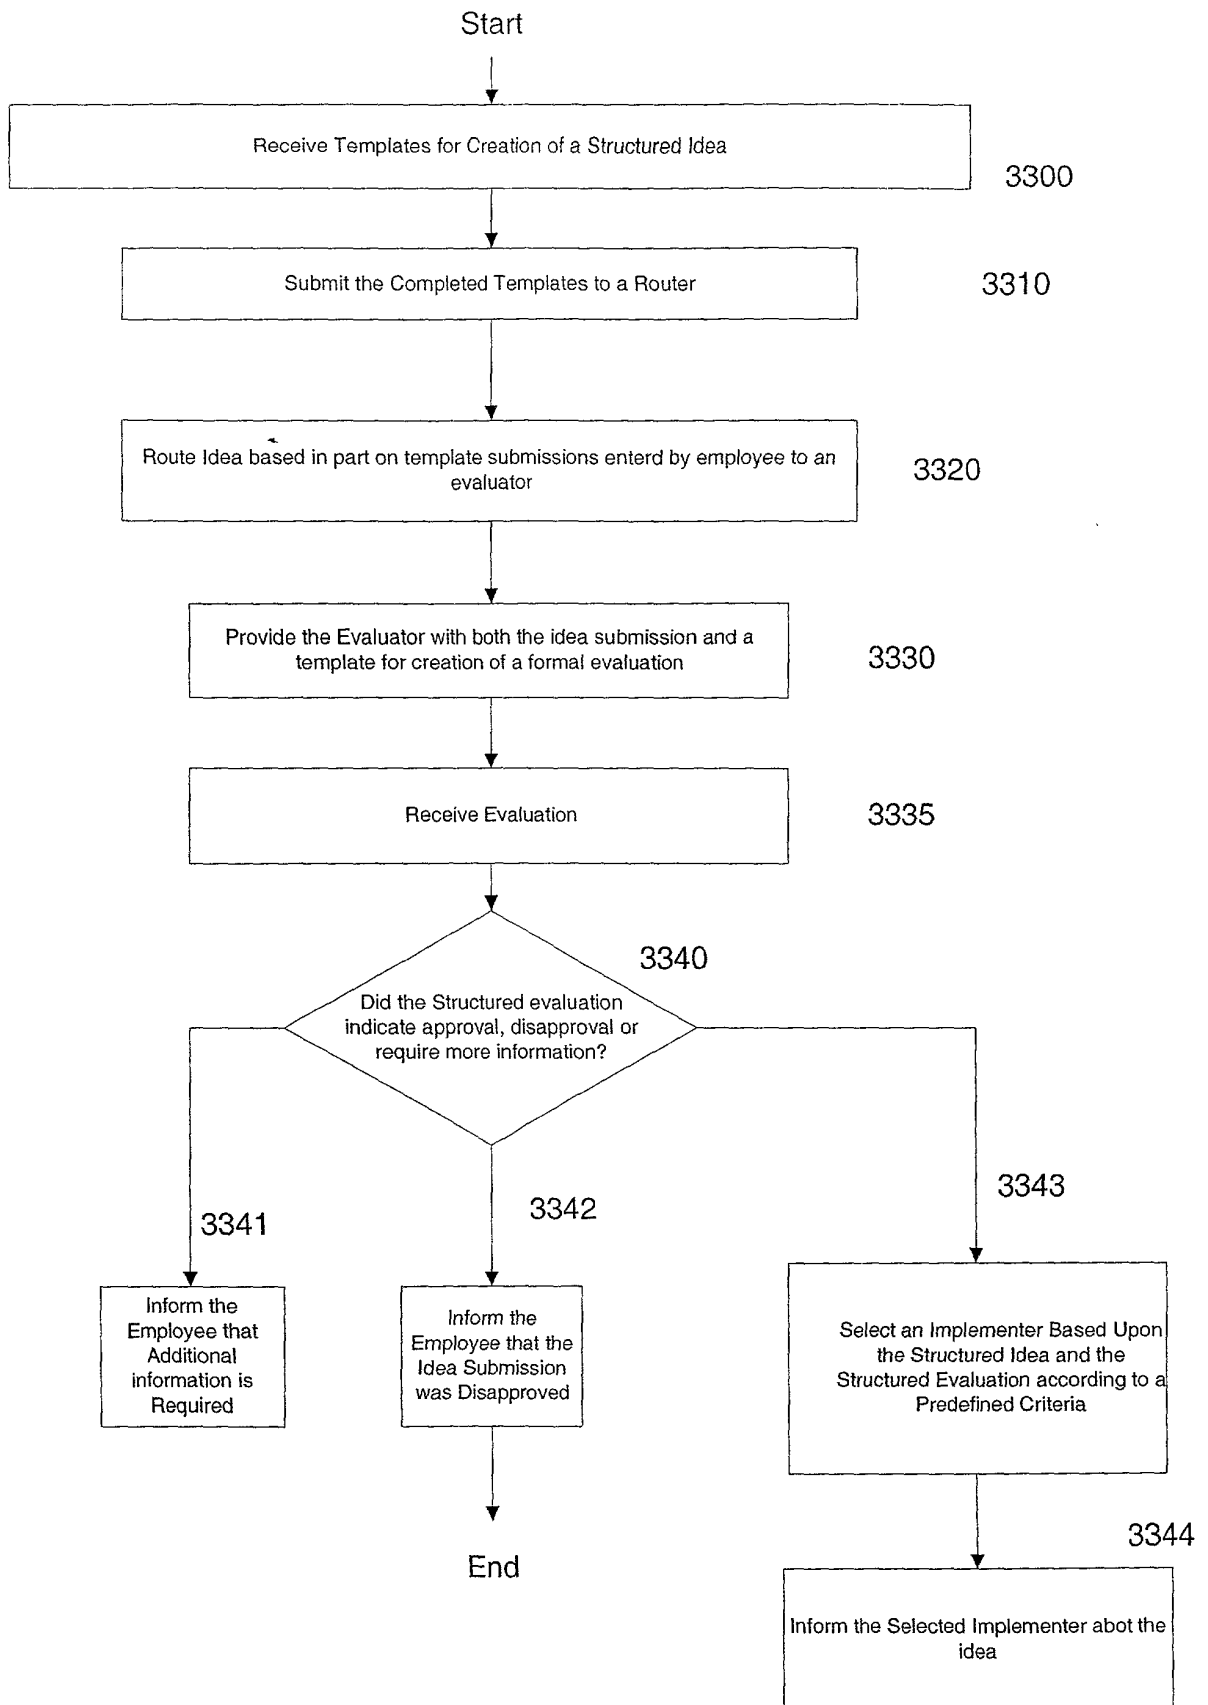 Start
Receive Templates for Creation of a Structured Idea
3300
Submit the Completed Templates to a Router
3310
Route Idea based in part on template submissions enterd by employee to an
evaluator
3320
Provide the Evaluator with both the idea submission and a
template for creation of a formal evaluation
3330
Receive Evaluation
3335
3340
Did the Structured evaluation
indicate approval, disapproval or
require more information?
3341
3342
3343
Inform the
Employee that
Additional
information is
Required
Inform the
Employee that the
Idea Submission
was Disapproved
Select an Implementer Based Upon
the Structured Idea and the
Structured Evaluation according to a
Predefined Criteria
End
3344
Inform the Selected Implementer abot the
idea